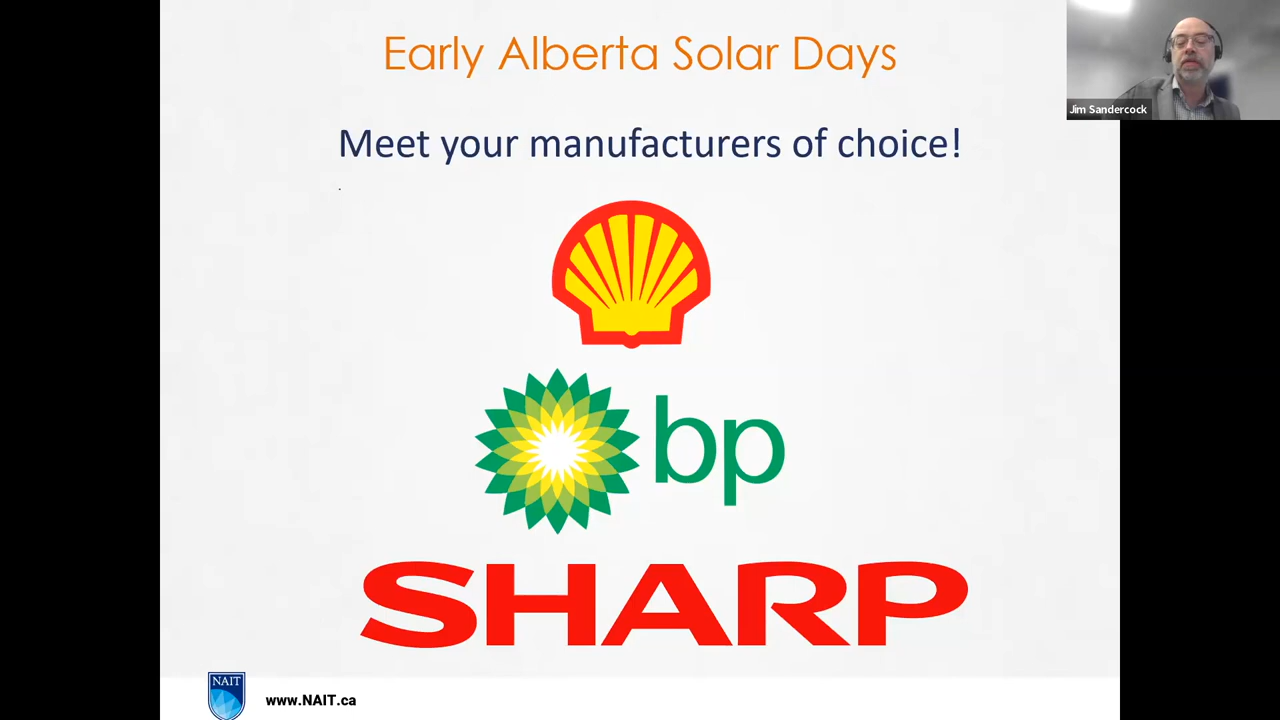 Early Alberta Solar Days
Jim Sandercock
Meet your manufacturers of choice!
bp
SHARP
NAIT
www.NAIT.ca